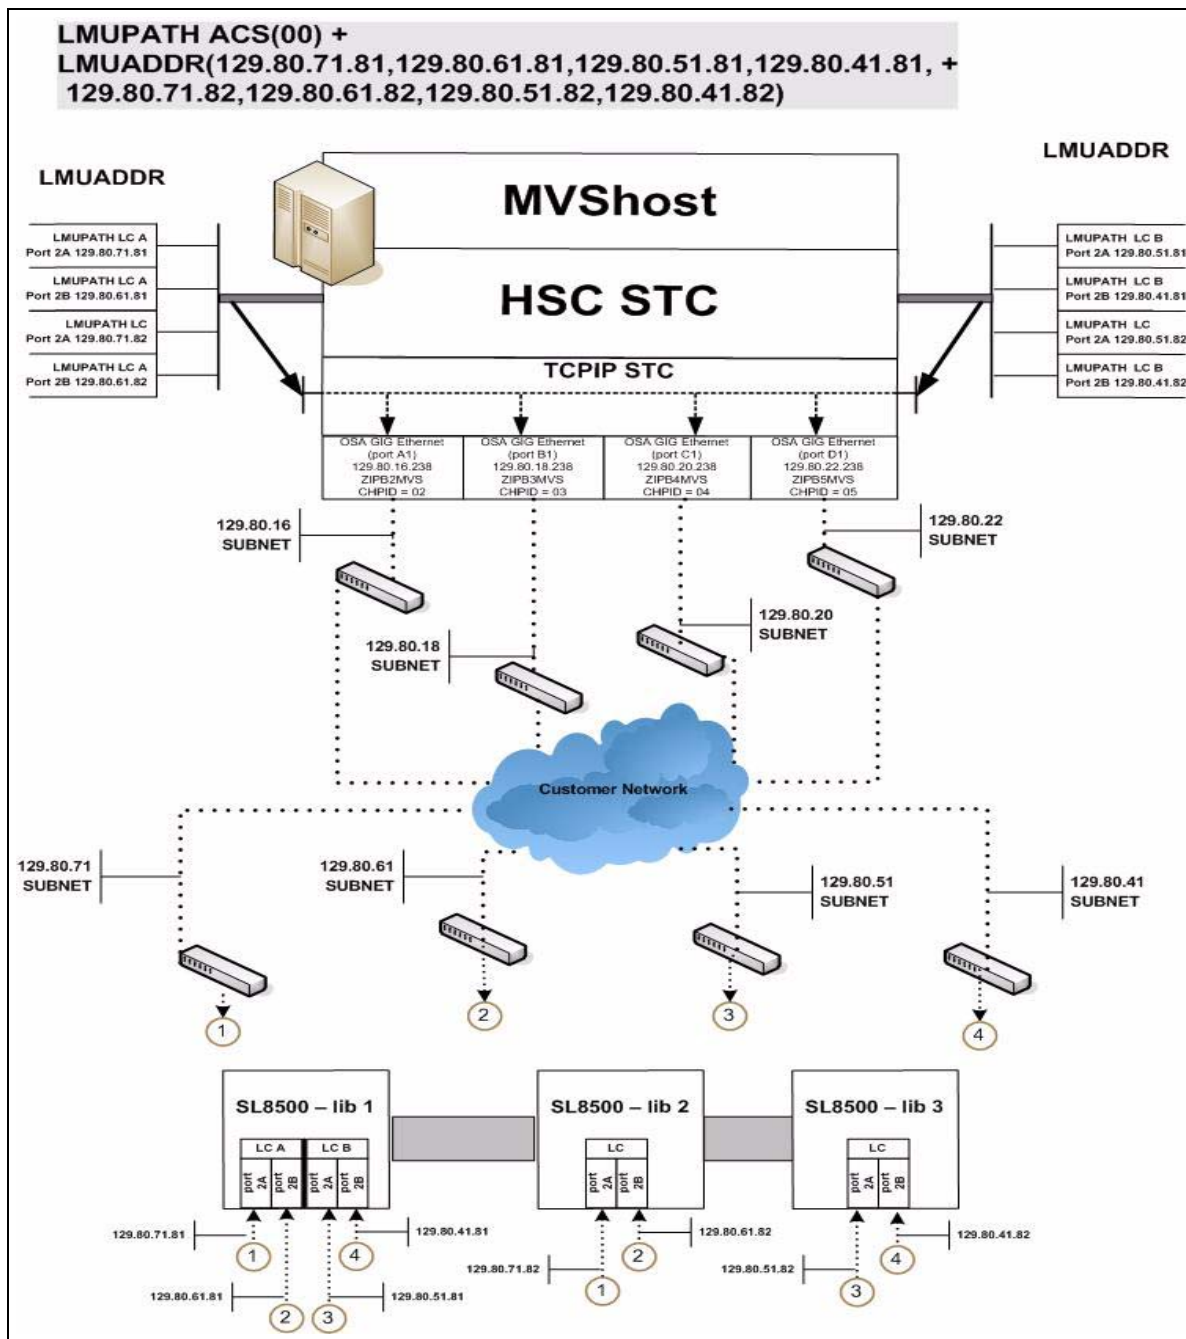 LMUPATH ACS(00) +
LMUADDR(129.80.71.81,129.80.61.81,129.80.51.81,129.80.41.81, +
129.80.71.82,129.80.61.82,129.80.51.82,129.80.41.82)
LMUADDR
LMUPATH LC A
Port 2A 129.80.71.81
LMUPATH LC A
Port 2B 129.80.61.81
LMUPATH LC
Port 2A 129.80.71.82
LMUPATH LC A
Port 2B 129.80.61.82
MVShost
HSC STC
TCPIP STC
LMUADDR
LMUPATH LC B
Port 2A 129.80.51.81
LMUPATH LC B
Port 2B 129.80.41.81
LMUPATH LC
Port 2A 129.80.51.82
LMUPATH LC B
Port 2B 129.80.41.82
OSA GIG Ethernet
(port A1)
129.80.16.238
ZIPB2MVS
CHPID = 02
OSA GIG Ethernet
(port B1)
129.80.18.238
ZIPB3MVS
CHPID = 03
OSA GIG Ethernet
(port C1)
129.80.20.238
ZIPB4MVS
CHPID = 04
OSA GIG Ethernet
(port D1)
129.80.22.238
ZIPB5MVS
CHPID = 05
129.80.16
SUBNET
129.80.22
SUBNET
129.80.18
SUBNET
129.80.20
SUBNET
Customer Network
129.80.71
SUBNET
129.80.61
SUBNET
129.80.51
SUBNET
129.80.41
SUBNET
1
2
3
4
SL8500 – lib 1
LC A
LC B
port 2A
port 2B
port 2A
port 2B
129.80.71.81
1
4
129.80.41.81
129.80.61.81
2
3
129.80.51.81
SL8500 – lib 2
LC
port 2A
port 2B
2
129.80.61.82
129.80.71.82
1
SL8500 – lib 3
LC
port 2A
port 2B
4
129.80.41.82
129.80.51.82
3